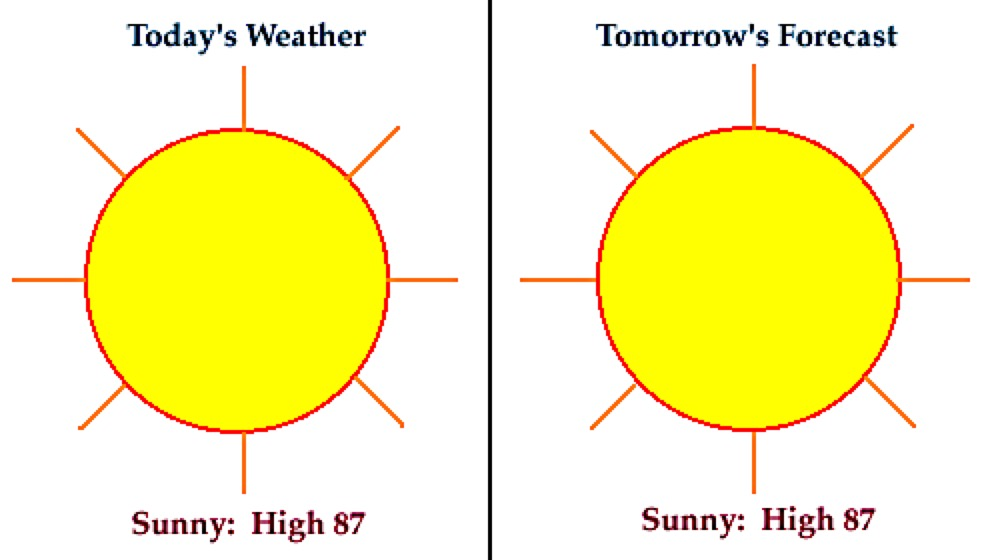 Today's Weather
Sunny:  High 87
Tomorrow's Forecast
Sunny:  High 87